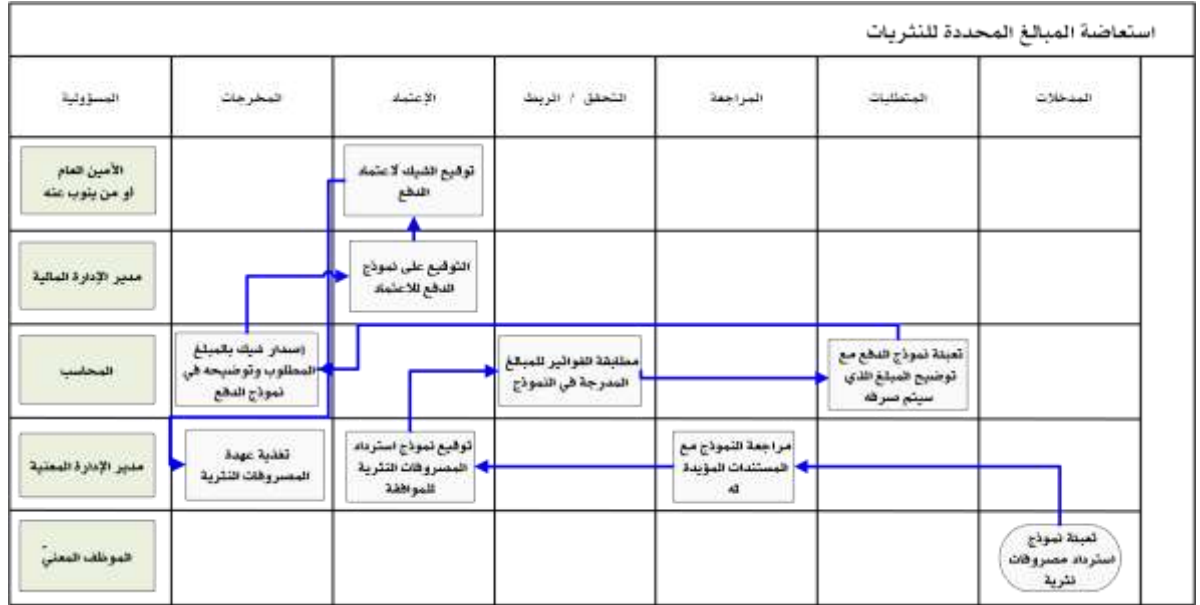 استعاضة المبالغ المحددة للنثريات
المدخلات
المتطلبات
المراجعة
التحقق / الربط
الإعتماد
المخرجات
المسؤولية
توقيع الشيك لاعتماد
الدفع
الأمين العام
أو من ينوب عنه
التوقيع على نموذج
الدفع للاعتماد
مدير الإدارة المالية
تعبئة نموذج الدفع مع
توضيح المبلغ الذي
سيتم صرفه
مطابقة الفواتير للمبالغ
المدرجة في النموذج
إصدار شيك بالمبلغ
المطلوب وتوضيحه في
نموذج الدفع
المحاسب
مراجعة النموذج مع
المستندات المؤيدة
له
توقيع نموذج استرداد
المصروفات النثرية
للموافقة
تغذية عهدة
المصروفات النثرية
مدير الإدارة المعنية
تعبئة نموذج
استرداد مصروفات
نثرية
الموظف المعنيّ